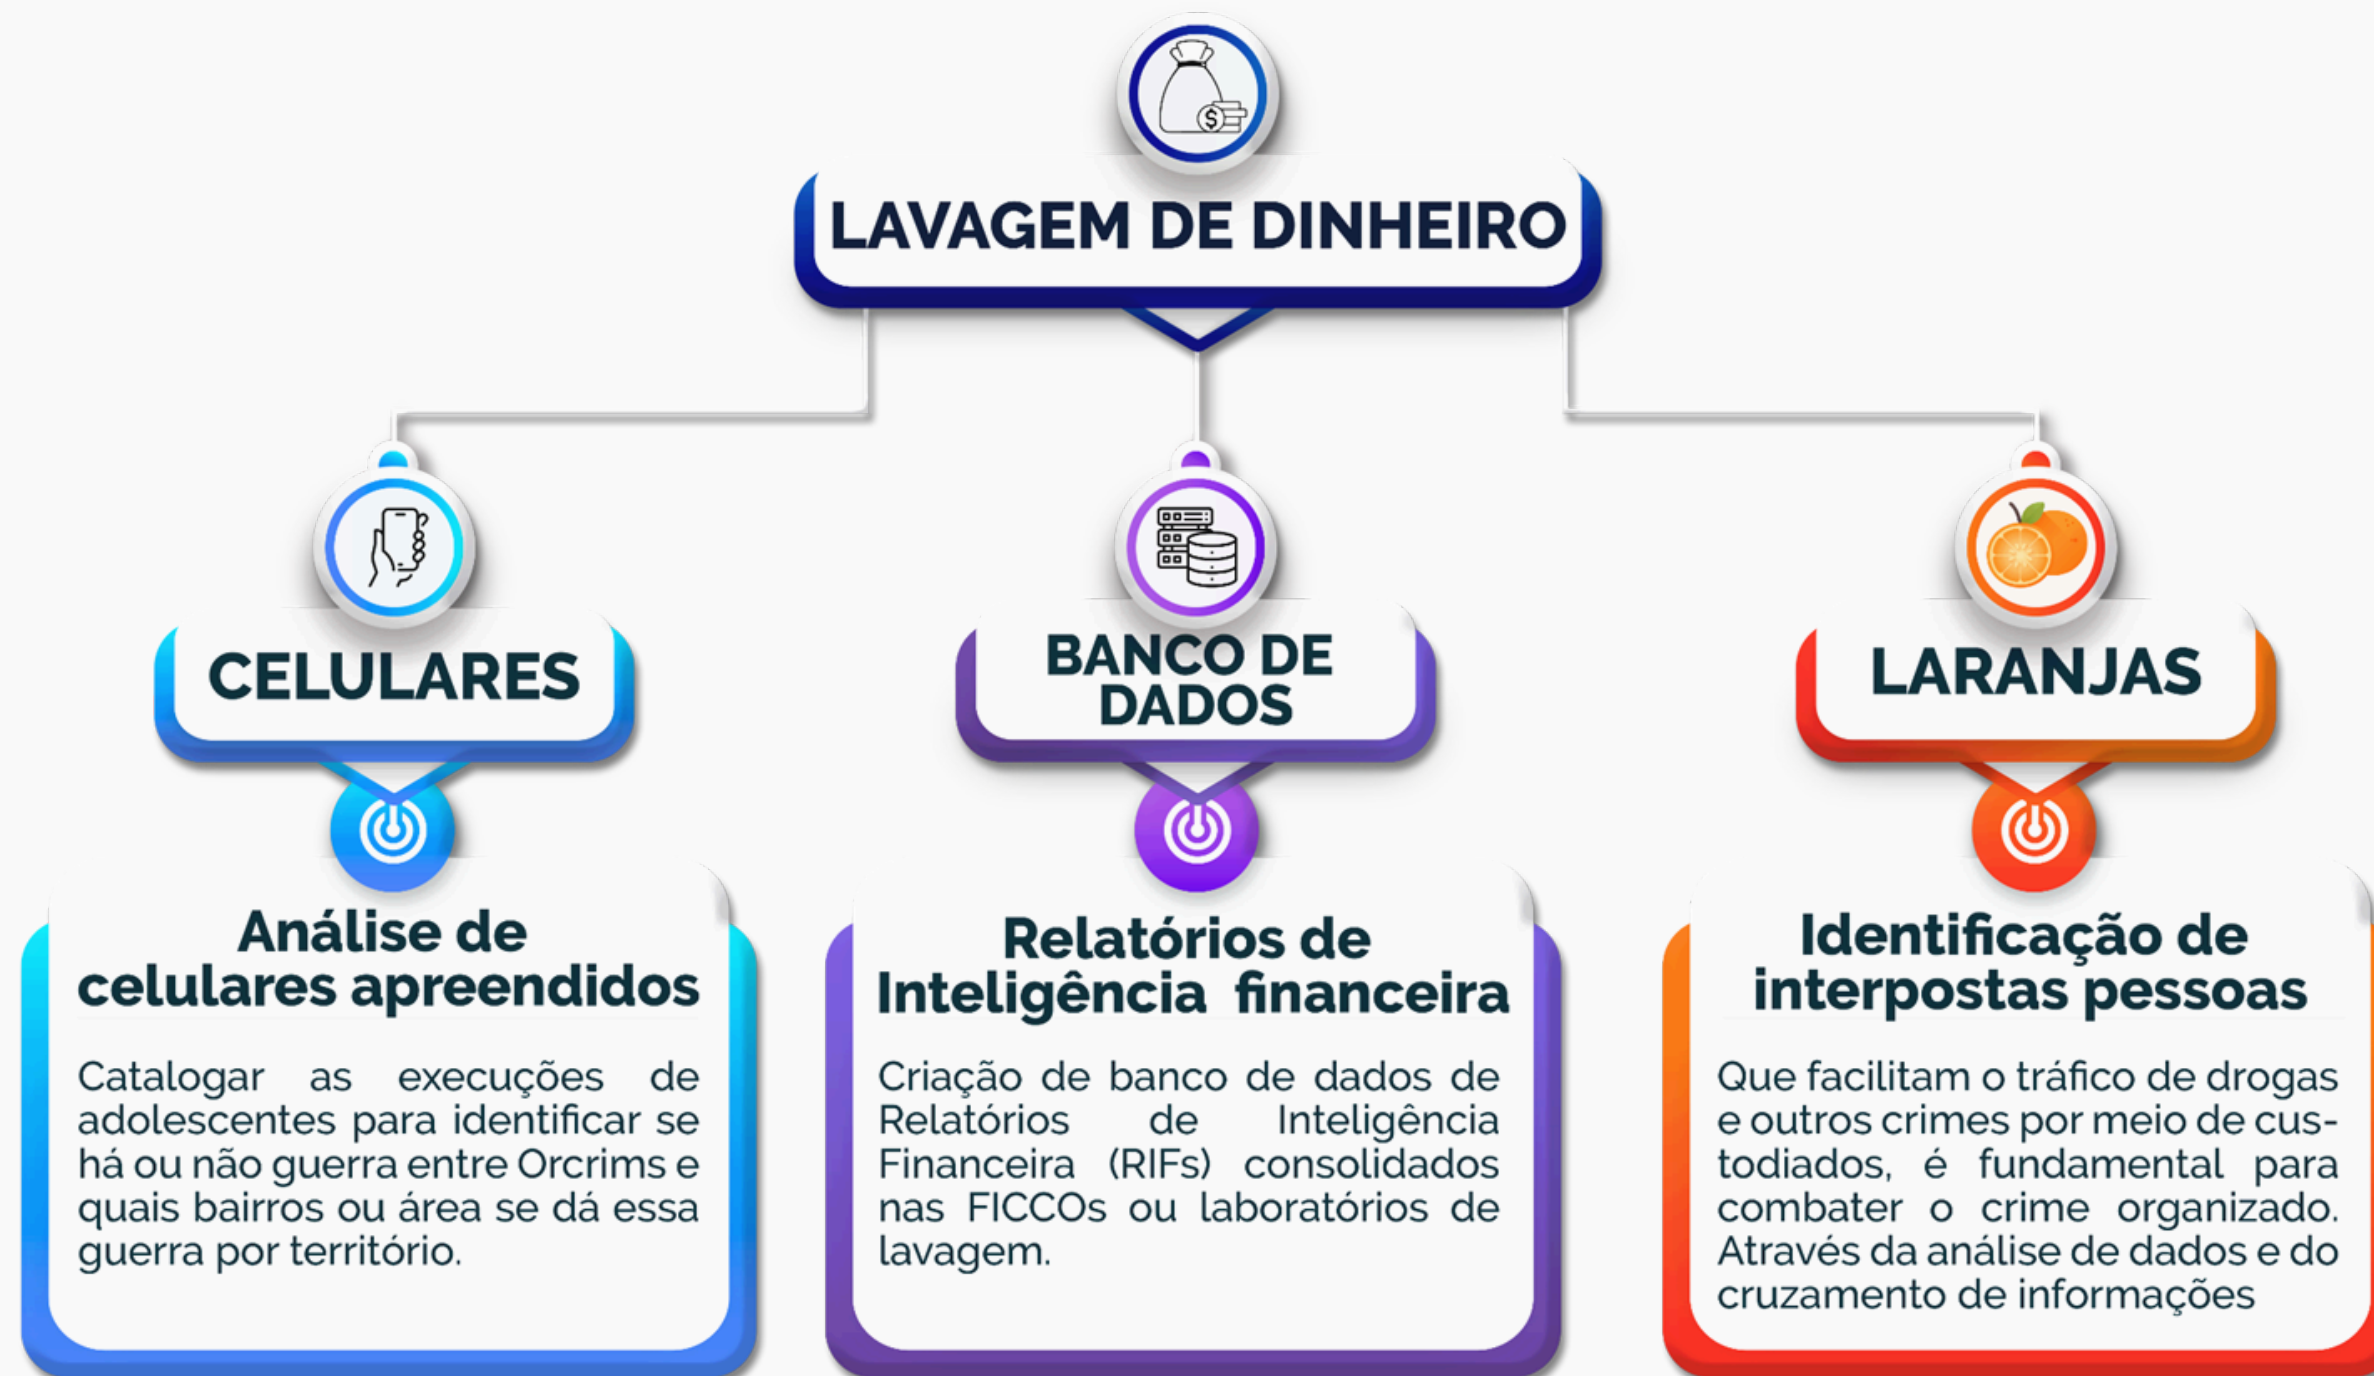 LAVAGEM DE DINHEIRO
CELULARES
Análise de
celulares apreendidos
Catalogar as execuções de
adolescentes para identificar se
há ou não guerra entre Orcrims e
quais bairros ou área se dá essa
guerra por território.
BANCO DE
DADOS
Relatórios de
Inteligência financeira
Criação de banco de dados de
Relatórios de Inteligência
Financeira (RIFs) consolidados
nas FICCOs ou laboratórios de
lavagem.
LARANJAS
Identificação de
interpostas pessoas
Que facilitam o tráfico de drogas
e outros crimes por meio de cus-
todiados, é fundamental para
combater o crime organizado.
Através da análise de dados e do
cruzamento de informações